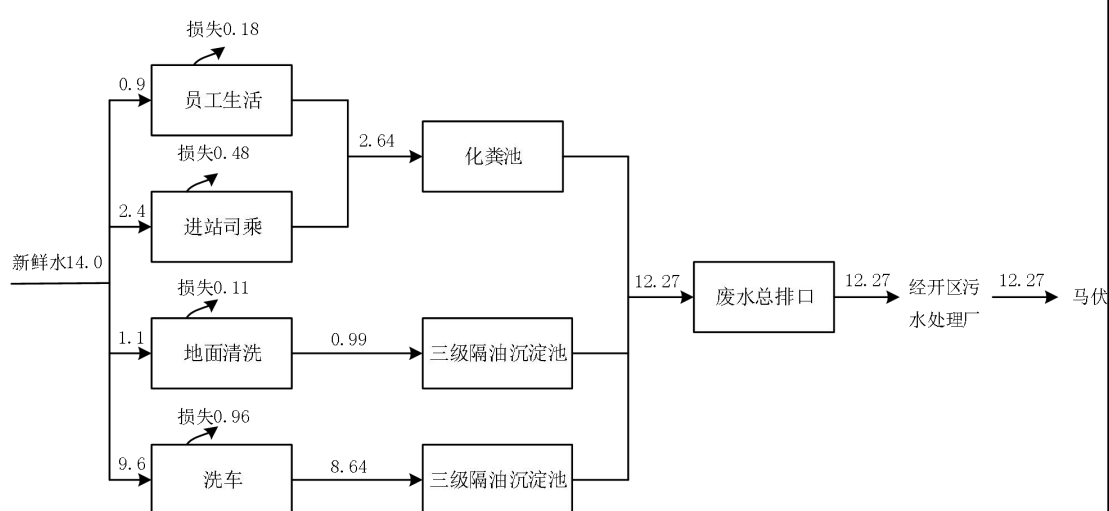 损失0.18
0.9
员工生活
2.64
化粪池
损失0.48
2.4
进站司乘
新鲜水14.0
12.27
废水总排口
12.27
经开区污
水处理厂
12.27
马伏
损失0.11
1.1
地面清洗
0.99
三级隔油沉淀池
损失0.96
9.6
洗车
8.64
三级隔油沉淀池